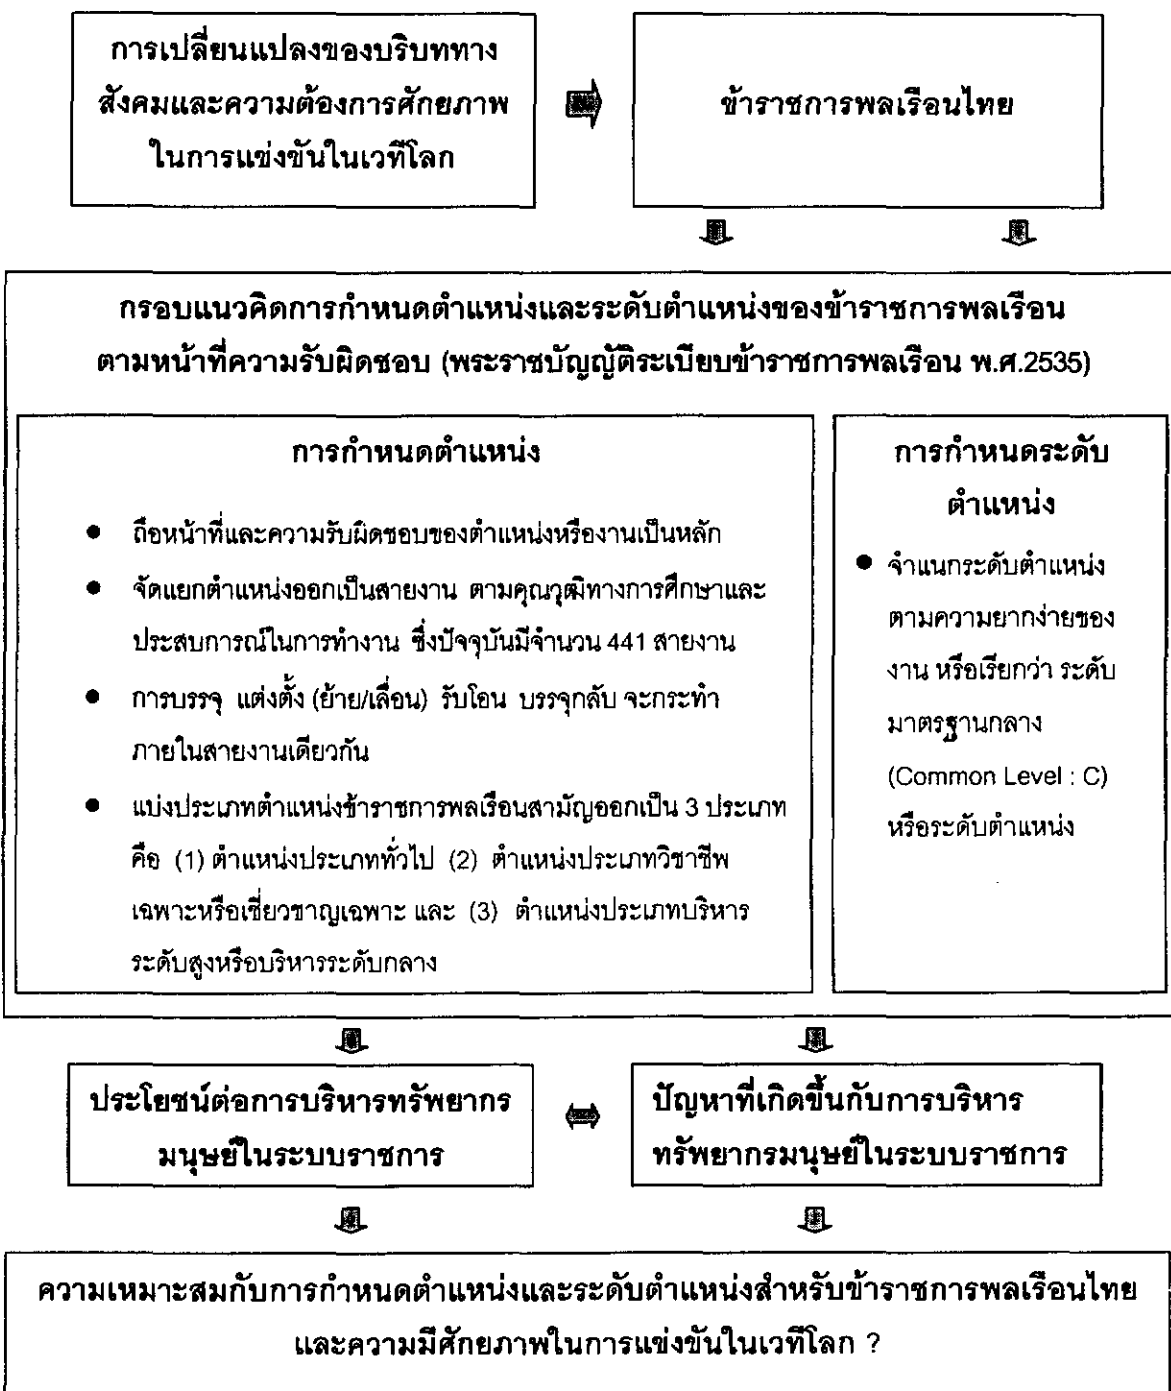 การเปลี่ยนแปลงของบริบททาง
สังคมและความต้องการศักยภาพ
ในการแข่งขันในเวทีโลก
ข้าราชการพลเรือนไทย
กรอบแนวคิดการกำหนดตำแหน่งและระดับตำแหน่งของข้าราชการพลเรือน
ตามหน้าที่ความรับผิดชอบ (พระราชบัญญัติระเบียบข้าราชการพลเรือน พ.ศ.2535)
การกำหนดตำแหน่ง
● ถือหน้าที่และความรับผิดชอบของตำแหน่งหรืองานเป็นหลัก
● จัดแยกตำแหน่งออกเป็นสายงาน ตามคุณวุฒิทางการศึกษาและ
ประสบการณ์ในการทำงาน ซึ่งปัจจุบันมีจำนวน 441 สายงาน
● การบรรจุ แต่งตั้ง (ย้าย/เลื่อน) รับโอน บรรจุกลับ จะกระทำ
ภายในสายงานเดียวกัน
● แบ่งประเภทตำแหน่งข้าราชการพลเรือนสามัญออกเป็น 3 ประเภท
คือ (1) ตำแหน่งประเภททั่วไป (2) ตำแหน่งประเภทวิชาชีพ
เฉพาะหรือเชี่ยวชาญเฉพาะ และ (3) ตำแหน่งประเภทบริหาร
ระดับสูงหรือบริหารระดับกลาง
การกำหนดระดับ
ตำแหน่ง
● จำแนกระดับตำแหน่ง
ตามความยากง่ายของ
งาน หรือเรียกว่า ระดับ
มาตรฐานกลาง
(Common Level : C)
หรือระดับตำแหน่ง
ประโยชน์ต่อการบริหารทรัพยากร
มนุษย์ในระบบราชการ
ปัญหาที่เกิดขึ้นกับการบริหาร
ทรัพยากรมนุษย์ในระบบราชการ
ความเหมาะสมกับการกำหนดตำแหน่งและระดับตำแหน่งสำหรับข้าราชการพลเรือนไทย
และความมีศักยภาพในการแข่งขันในเวทีโลก ?